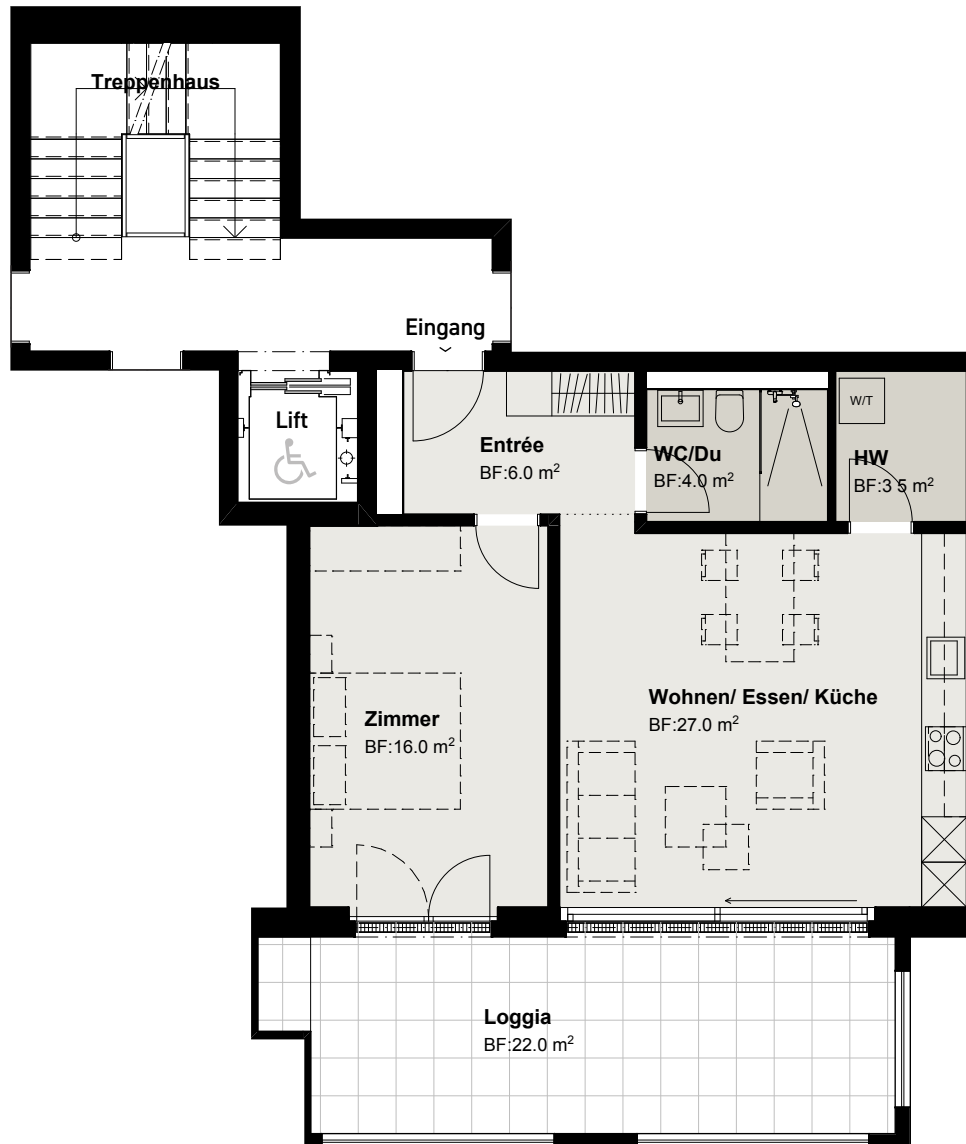 Treppenhaus
Eingang
Lift
Entrée
BF:6.0 m²
WC/Du
BF:4.0 m²
W/T
HW
BF:3 5 m²
Zimmer
BF:16.0 m²
Wohnen/ Essen/ Küche
BF:27.0 m²
Loggia
BF:22.0 m²